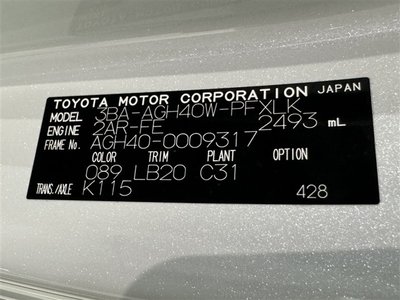 TOYOTA MOTOR CORPORATION JAPAN
MODEL 3BA-AGH40W-PFXLK
ENGINE 2AR-FE 2493 mL
FRAME No. AGH40-0009317
COLOR TRIM PLANT OPTION
089 LB20 C31
TRANS./AXLE K115 428